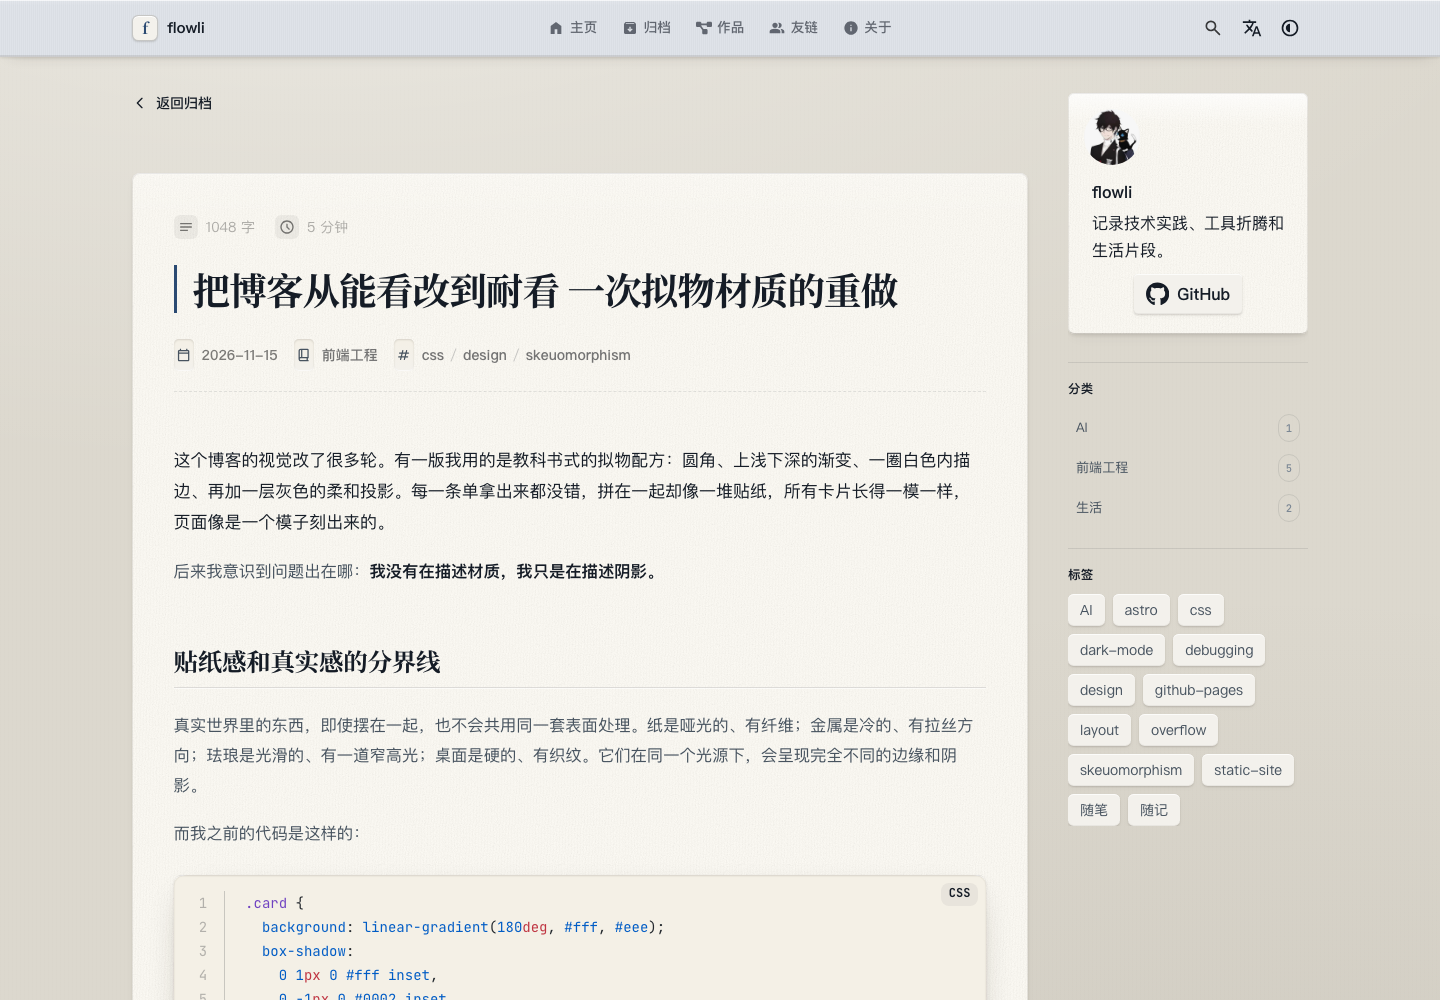 f flowli
主页 归档 作品 友链 关于
返回归档
1048 字 5 分钟
把博客从能看改到耐看 一次拟物材质的重做
2026-11-15 前端工程 # css / design / skeuomorphism
这个博客的视觉改了很多轮。有一版我用的是教科书式的拟物配方：圆角、上浅下深的渐变、一圈白色内描
边、再加一层灰色的柔和投影。每一条单拿出来都没错，拼在一起却像一堆贴纸，所有卡片长得一模一样，
页面像是一个模子刻出来的。
后来我意识到问题出在哪：我没有在描述材质，我只是在描述阴影。
贴纸感和真实感的分界线
真实世界里的东西，即使摆在一起，也不会共用同一套表面处理。纸是哑光的、有纤维；金属是冷的、有拉丝方
向；珐琅是光滑的、有一道窄高光；桌面是硬的、有织纹。它们在同一个光源下，会呈现完全不同的边缘和阴
影。
而我之前的代码是这样的：
CSS
1 .card {
2 background: linear-gradient(180deg, #fff, #eee);
3 box-shadow:
4 0 1px 0 #fff inset,
5 0 -1px 0 #0002 inset
flowli
记录技术实践、工具折腾和
生活片段。
GitHub
分类
AI 1
前端工程 5
生活 2
标签
AI astro css
dark-mode debugging
design github-pages
layout overflow
skeuomorphism static-site
随笔 随记